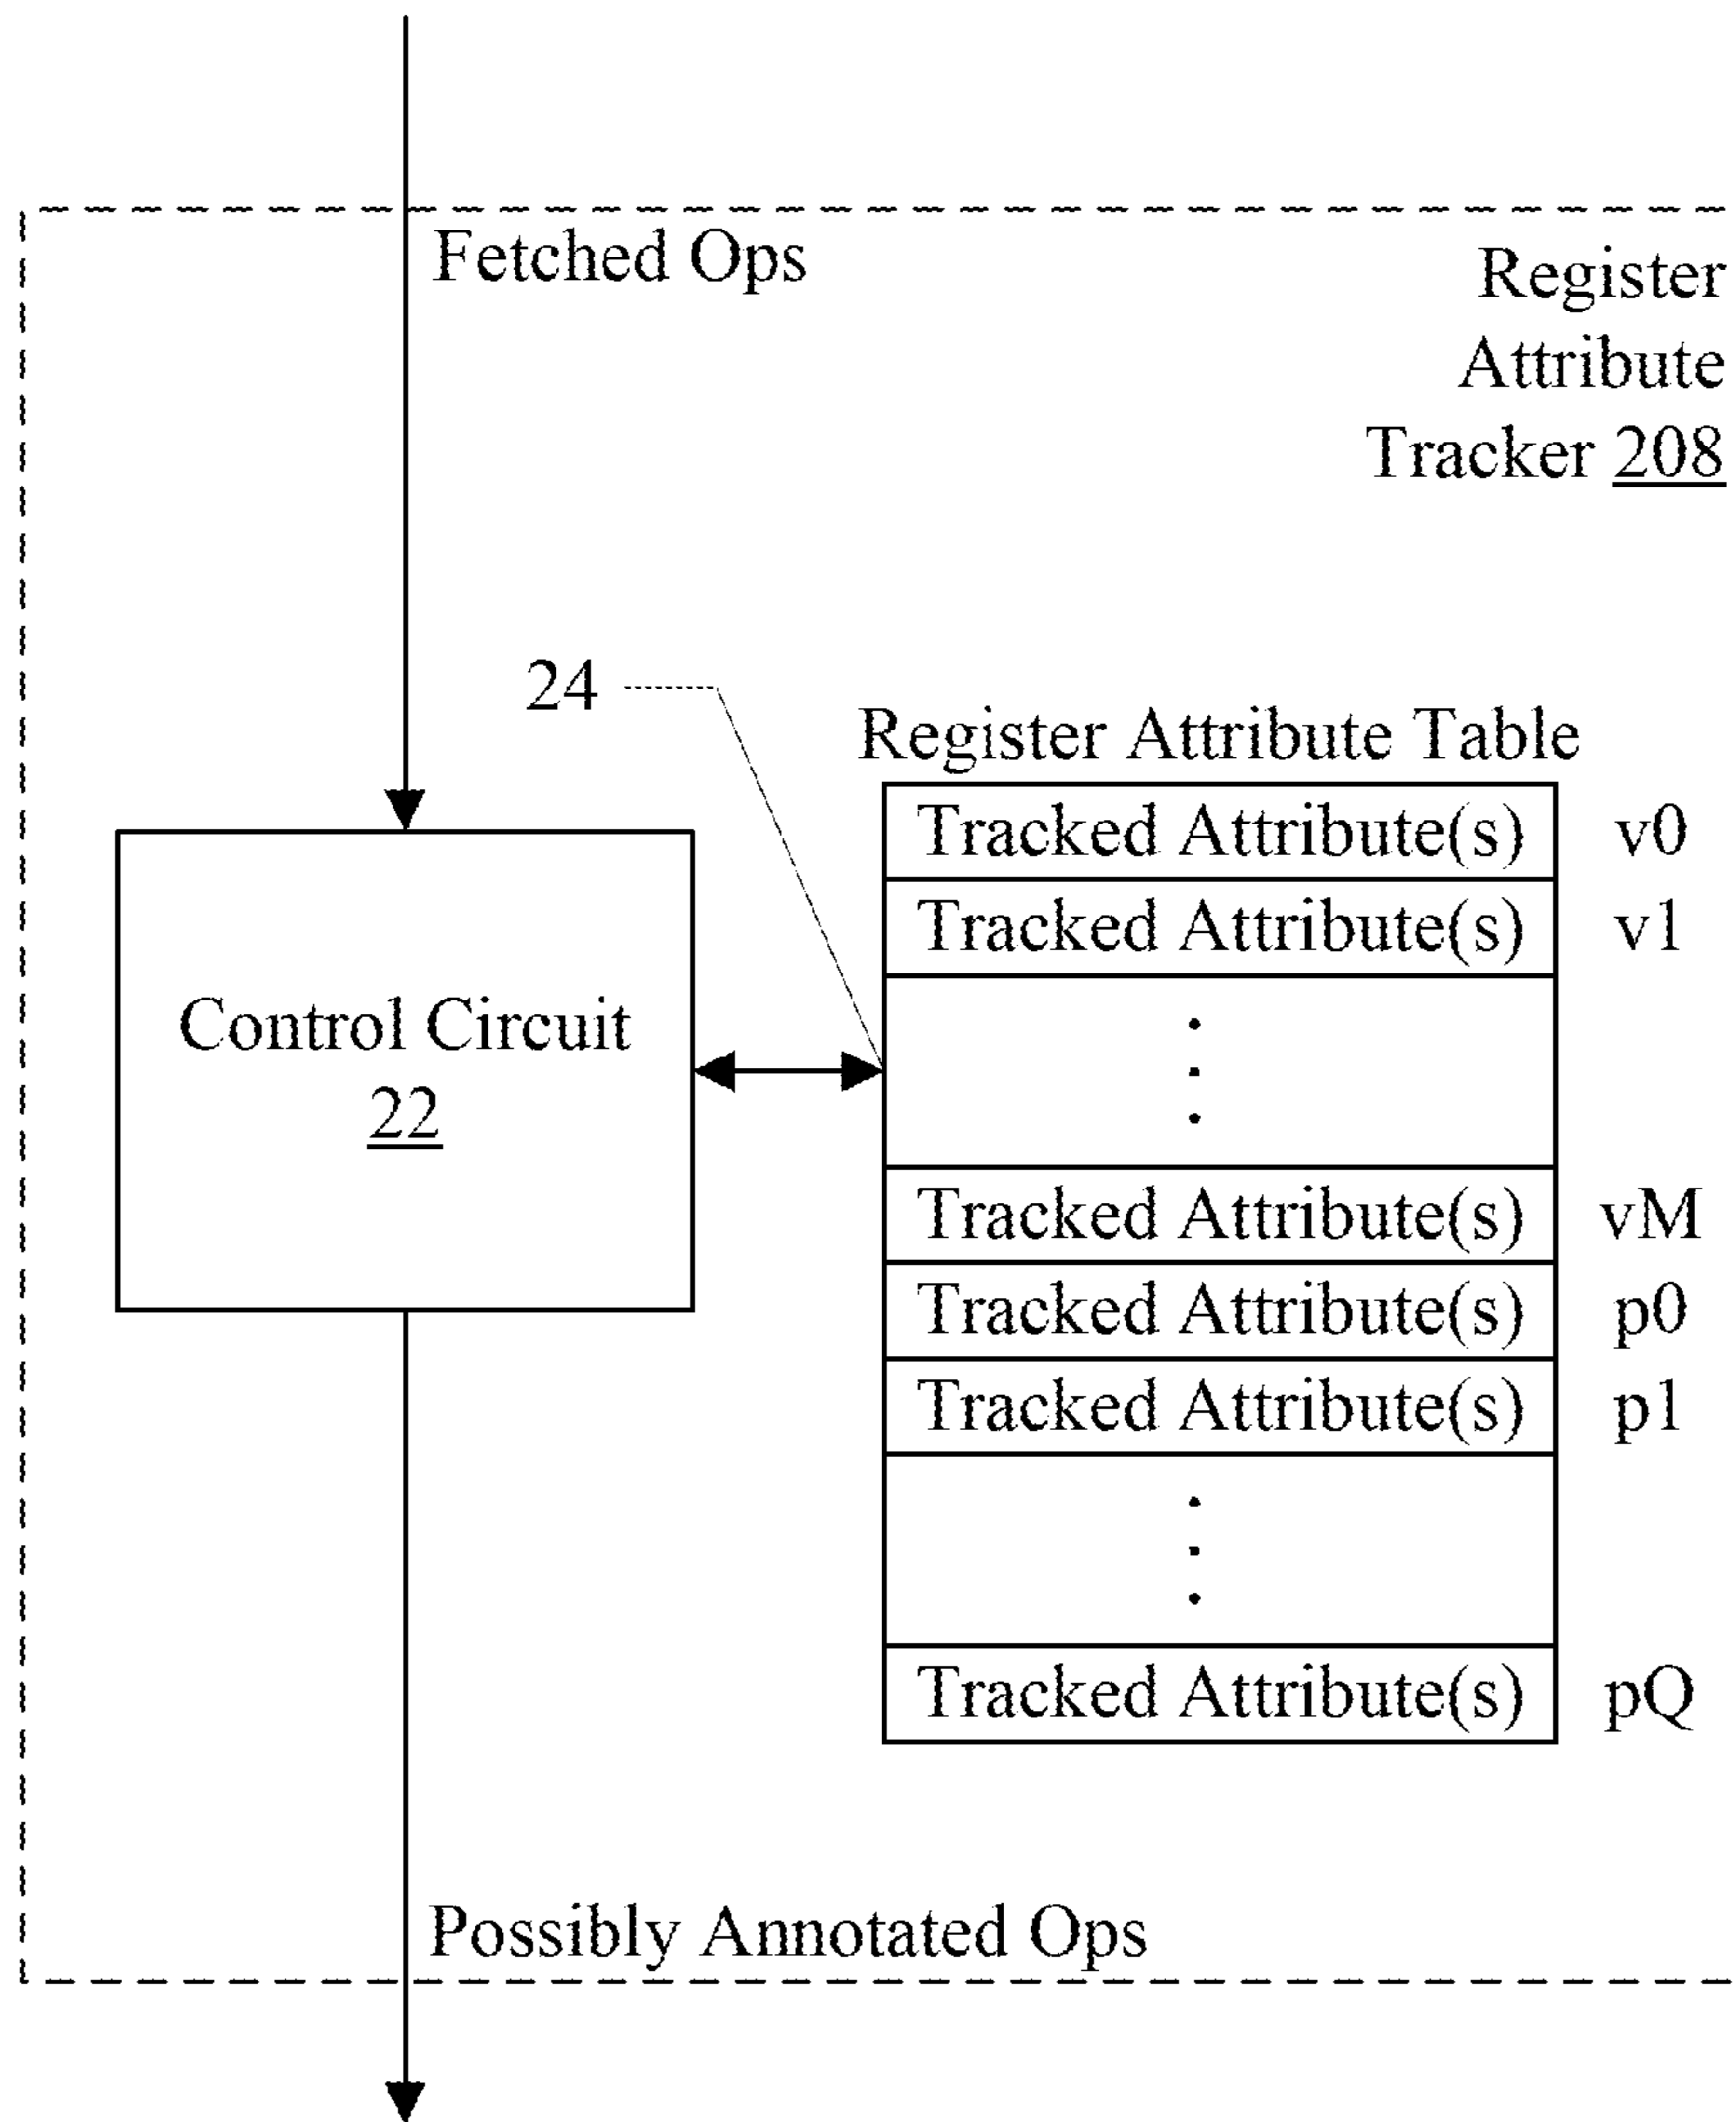 Fetched Ops
Register
Attribute
Tracker 208
24
Register Attribute Table
Tracked Attribute(s) v0
Tracked Attribute(s) v1
Control Circuit
22
Tracked Attribute(s) vM
Tracked Attribute(s) p0
Tracked Attribute(s) p1
Tracked Attribute(s) pQ
Possibly Annotated Ops